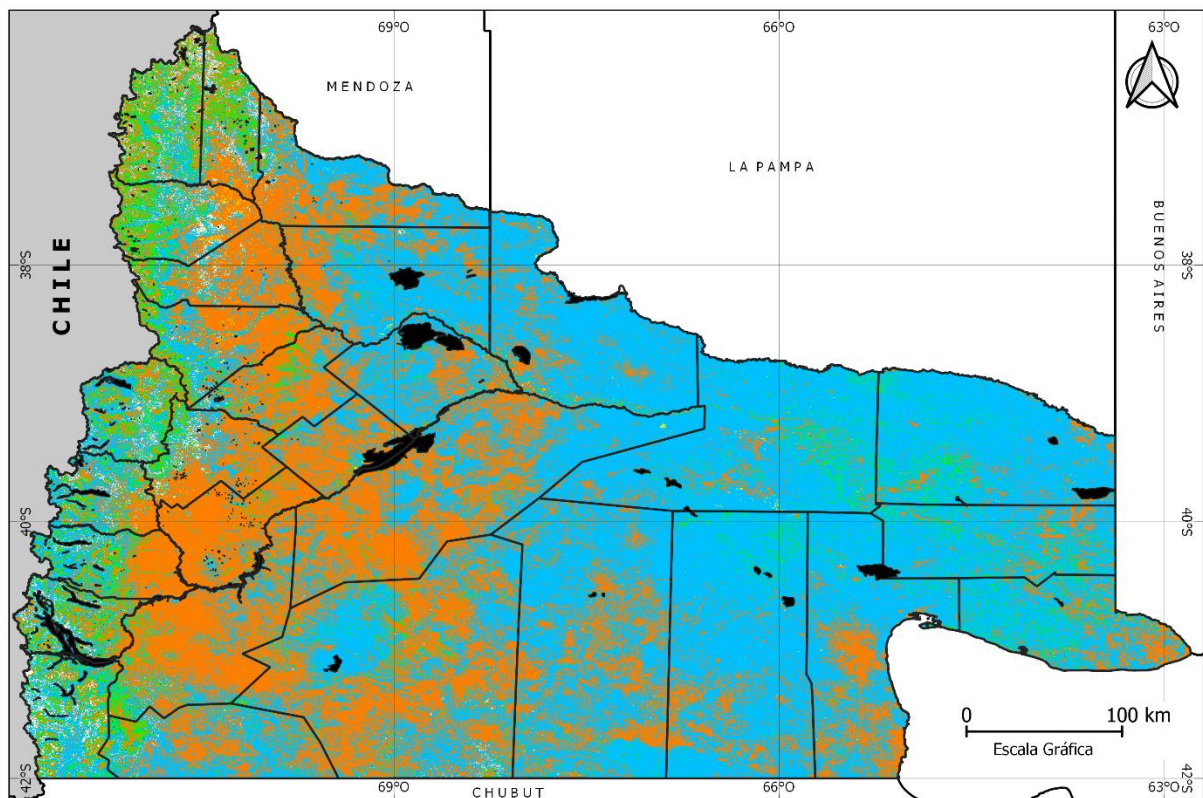 69°O
66°O
63°O
MENDOZA
LA PAMPA
BUENOS AIRES
CHILE
38°S
38°S
40°S
40°S
0
100 km
Escala Gráfica
42°S
42°S
69°O
CHUBUT
66°O
63°O